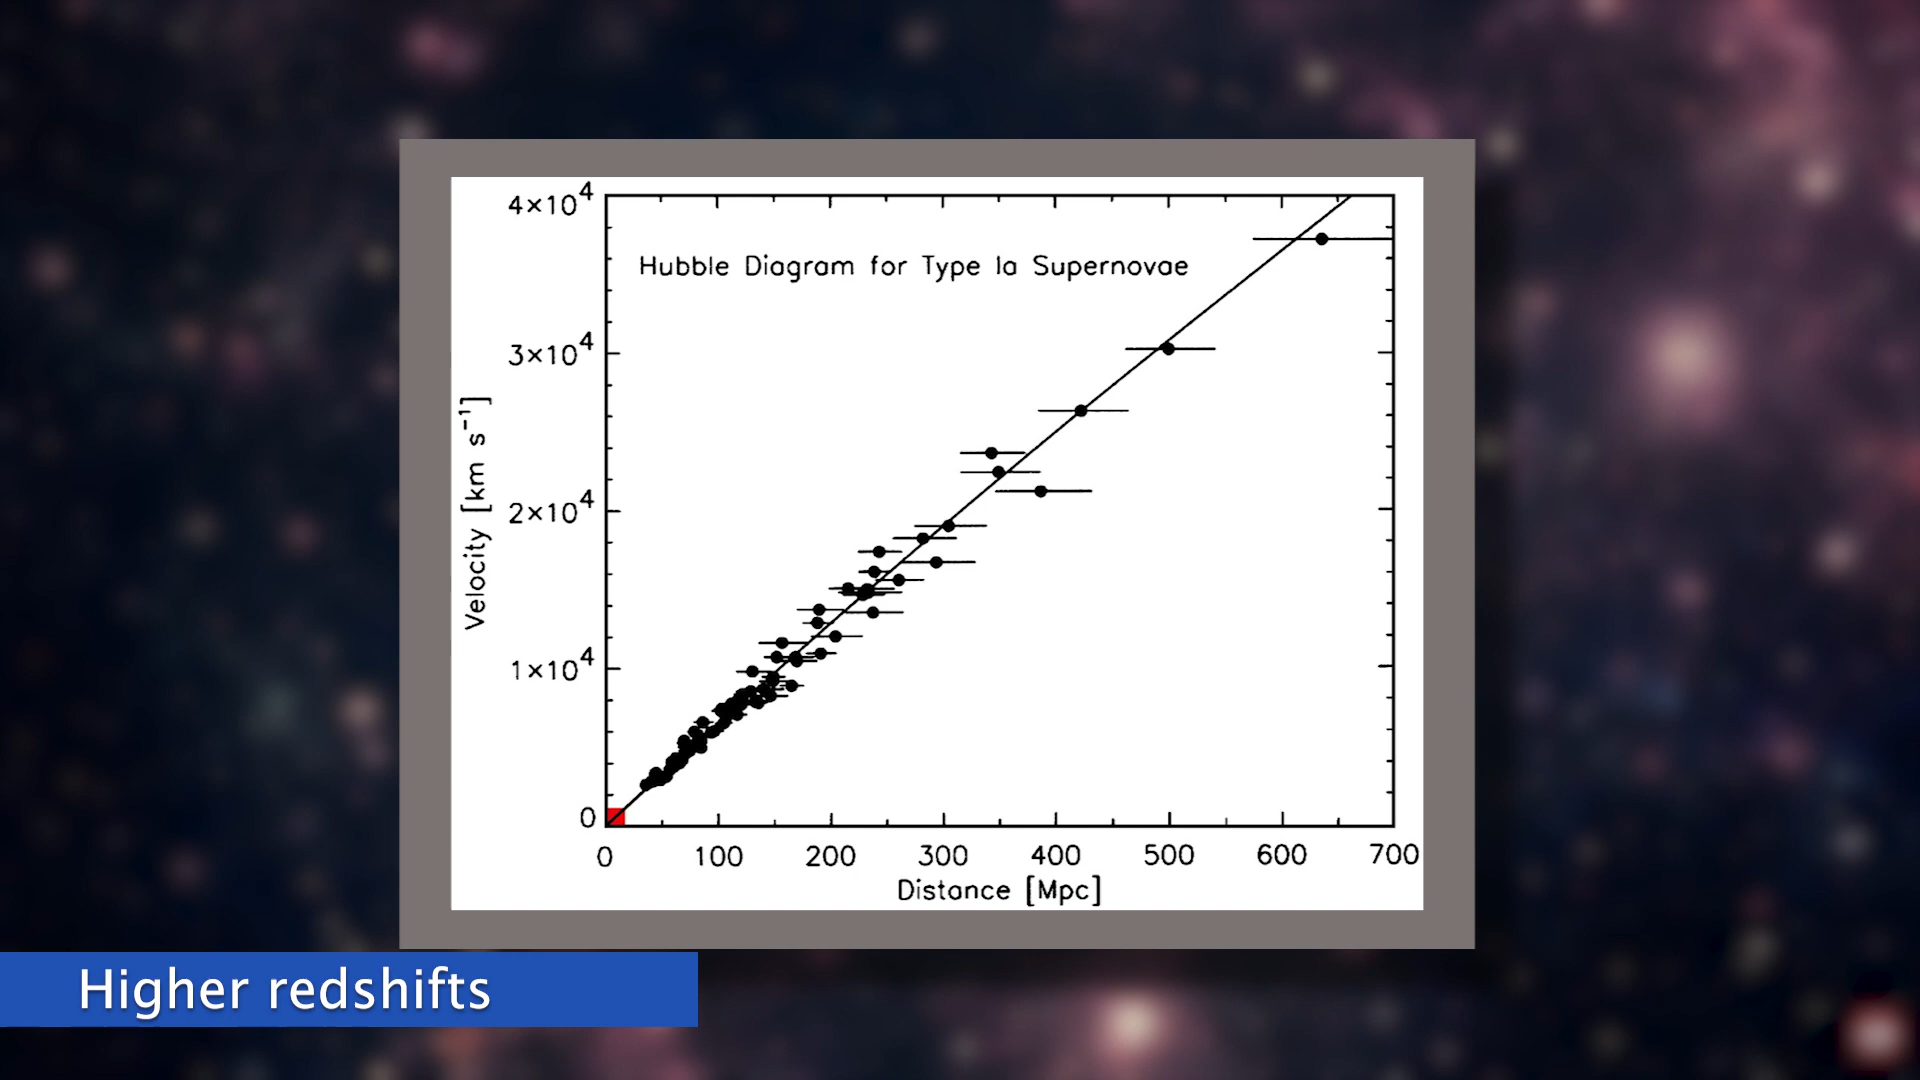 4×10⁴
Hubble Diagram for Type Ia Supernovae
3×10⁴
2×10⁴
1×10⁴
0
Velocity [km s⁻¹]
0 100 200 300 400 500 600 700
Distance [Mpc]
Higher redshifts